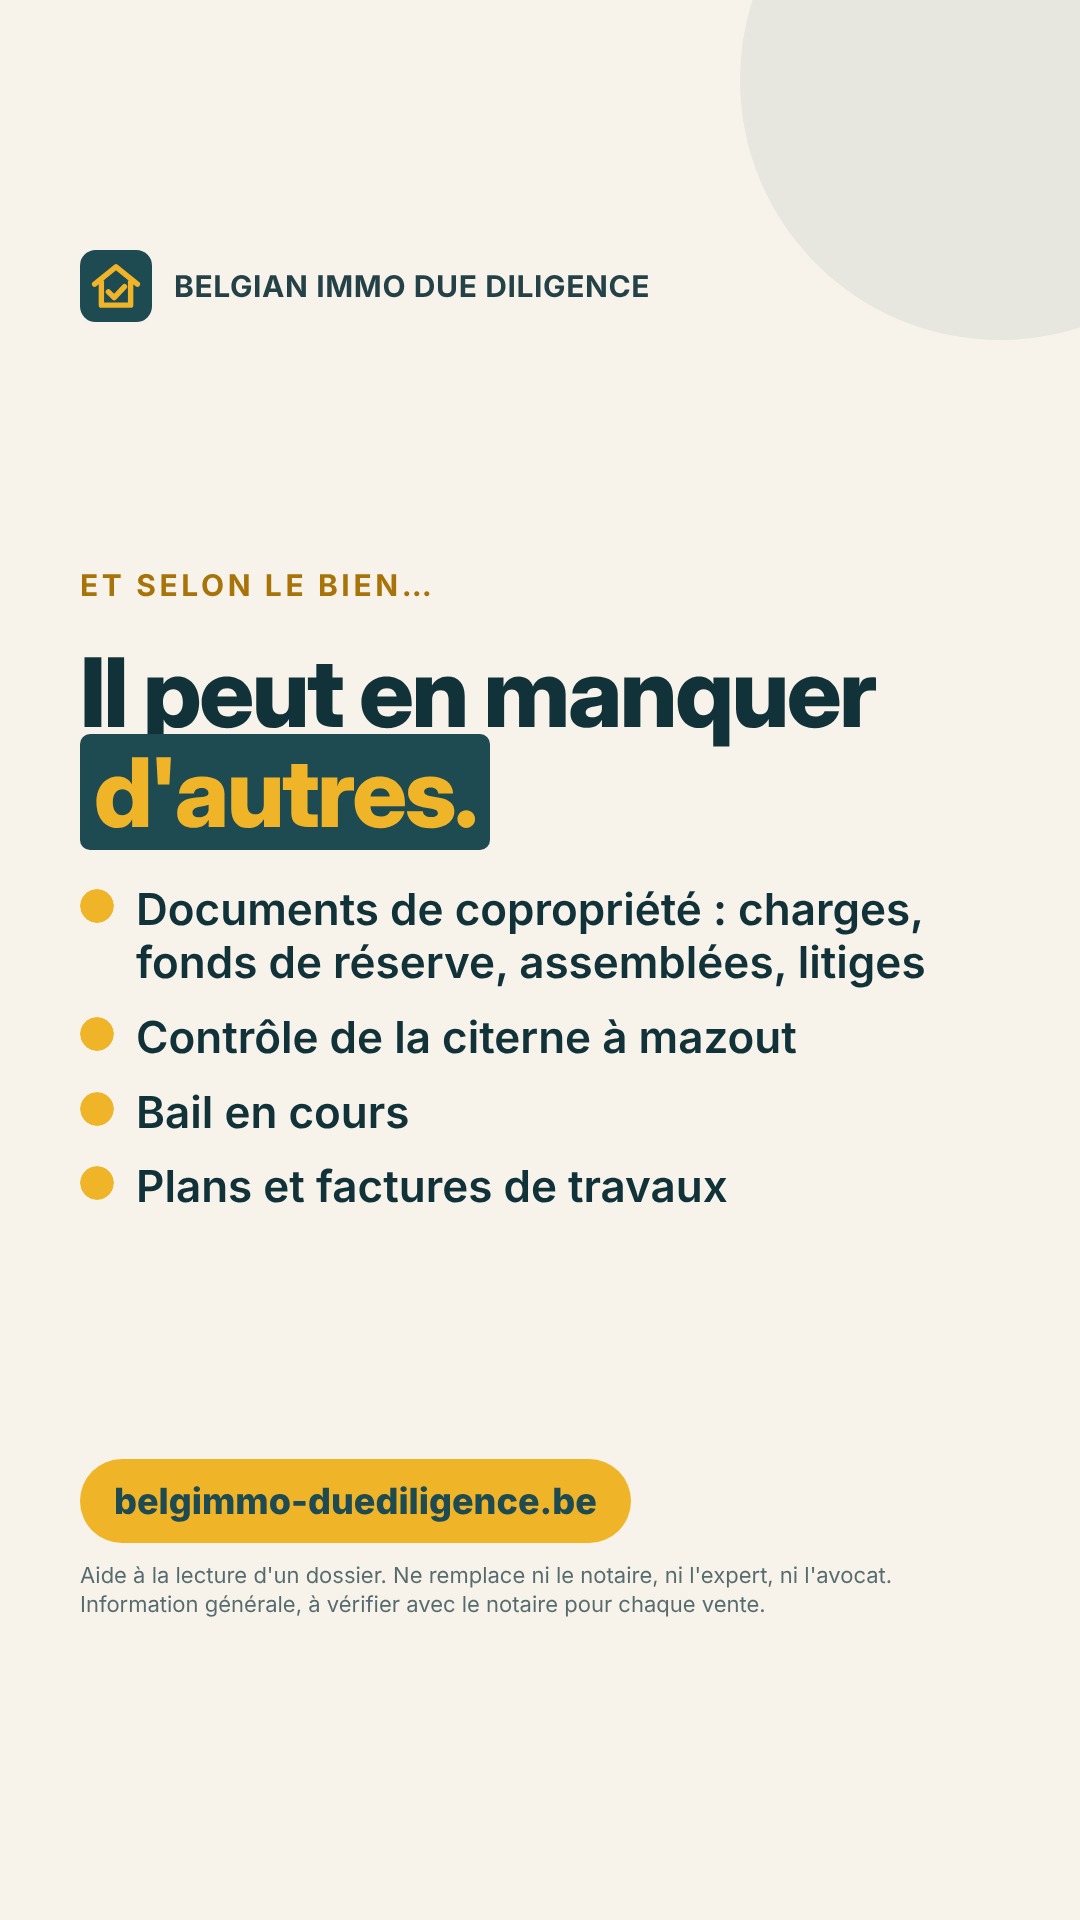 BELGIAN IMMO DUE DILIGENCE
ET SELON LE BIEN...
Il peut en manquer
d'autres.
Documents de copropriété : charges,
fonds de réserve, assemblées, litiges
Contrôle de la citerne à mazout
Bail en cours
Plans et factures de travaux
belgimmo-duediligence.be
Aide à la lecture d'un dossier. Ne remplace ni le notaire, ni l'expert, ni l'avocat.
Information générale, à vérifier avec le notaire pour chaque vente.